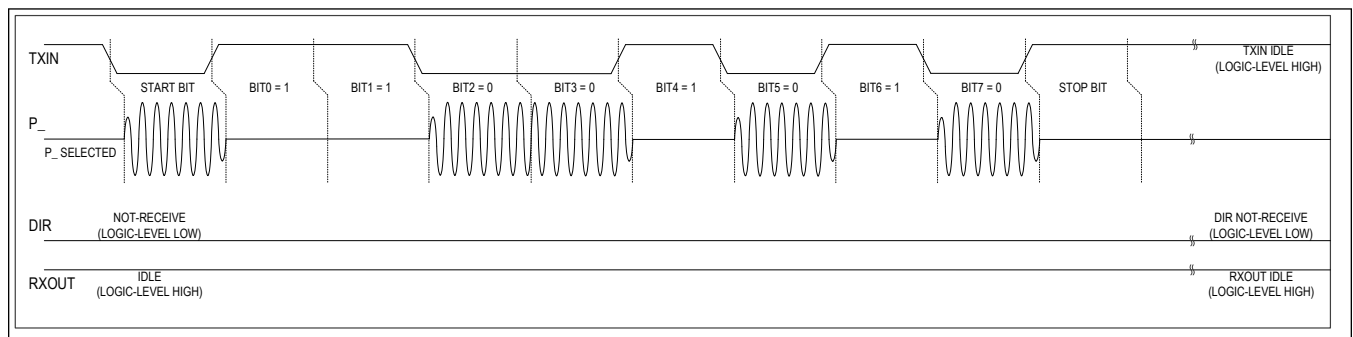 TXIN
TXIN IDLE
(LOGIC-LEVEL HIGH)
START BIT
BIT0 = 1
BIT1 = 1
BIT2 = 0
BIT3 = 0
BIT4 = 1
BIT5 = 0
BIT6 = 1
BIT7 = 0
STOP BIT
P_
P_ SELECTED
DIR
NOT-RECEIVE
(LOGIC-LEVEL LOW)
DIR NOT-RECEIVE
(LOGIC-LEVEL LOW)
RXOUT
IDLE
(LOGIC-LEVEL HIGH)
RXOUT IDLE
(LOGIC-LEVEL HIGH)